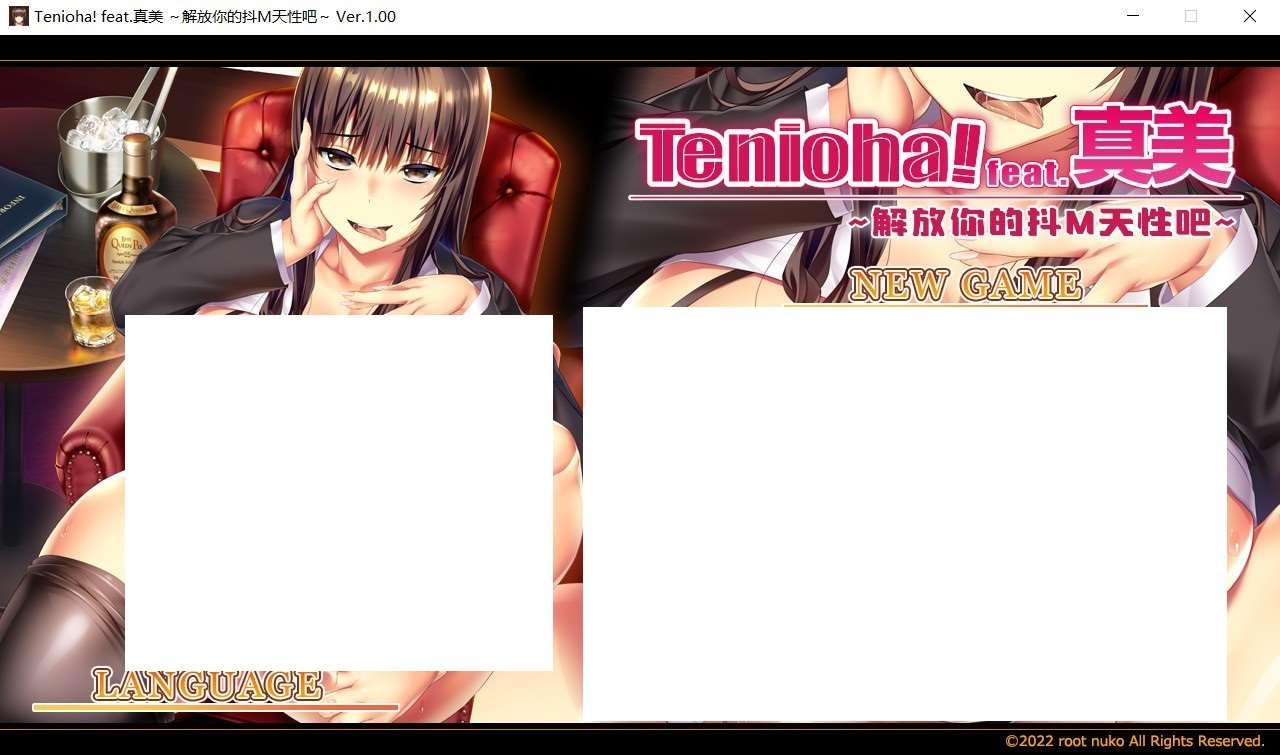 Tenioha! feat.真美 ～解放你的抖M天性吧～ Ver.1.00
Tenioha! feat.真美
~解放你的抖M天性吧~
NEW GAME
LANGUAGE
©2022 root nuko All Rights Reserved.